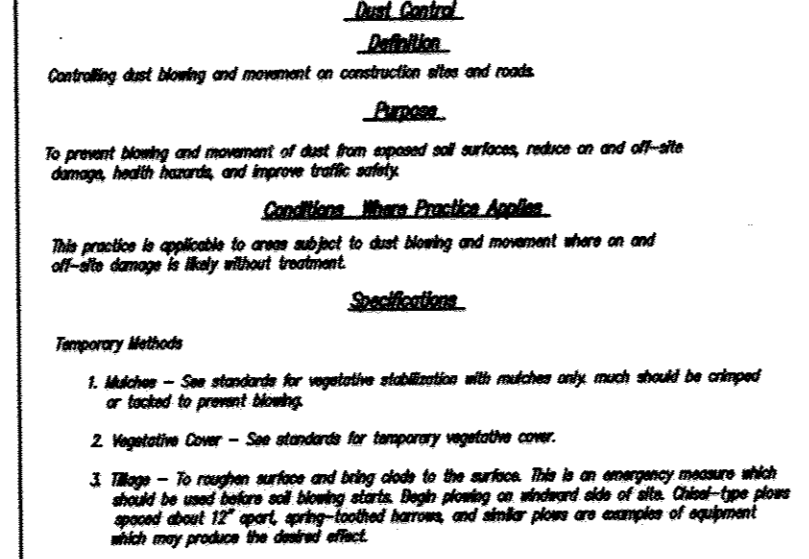 Dust Control
Definition
Controlling dust blowing and movement on construction sites and roads.
Purpose
To prevent blowing and movement of dust from exposed soil surfaces, reduce on and off-site
damage, health hazards, and improve traffic safety.
Conditions Where Practice Applies
This practice is applicable to areas subject to dust blowing and movement where on and
off-site damage is likely without treatment.
Specifications
Temporary Methods
1. Mulches - See standards for vegetative stabilization with mulches only. much should be crimped
or tacked to prevent blowing.
2. Vegetative Cover - See standards for temporary vegetative cover.
3. Tillage - To roughen surface and bring clods to the surface. This is an emergency measure which
should be used before soil blowing starts. Begin plowing on windward side of site. Chisel-type plows
spaced about 12" apart, spring-toothed harrows, and similar plows are examples of equipment
which may produce the desired effect.